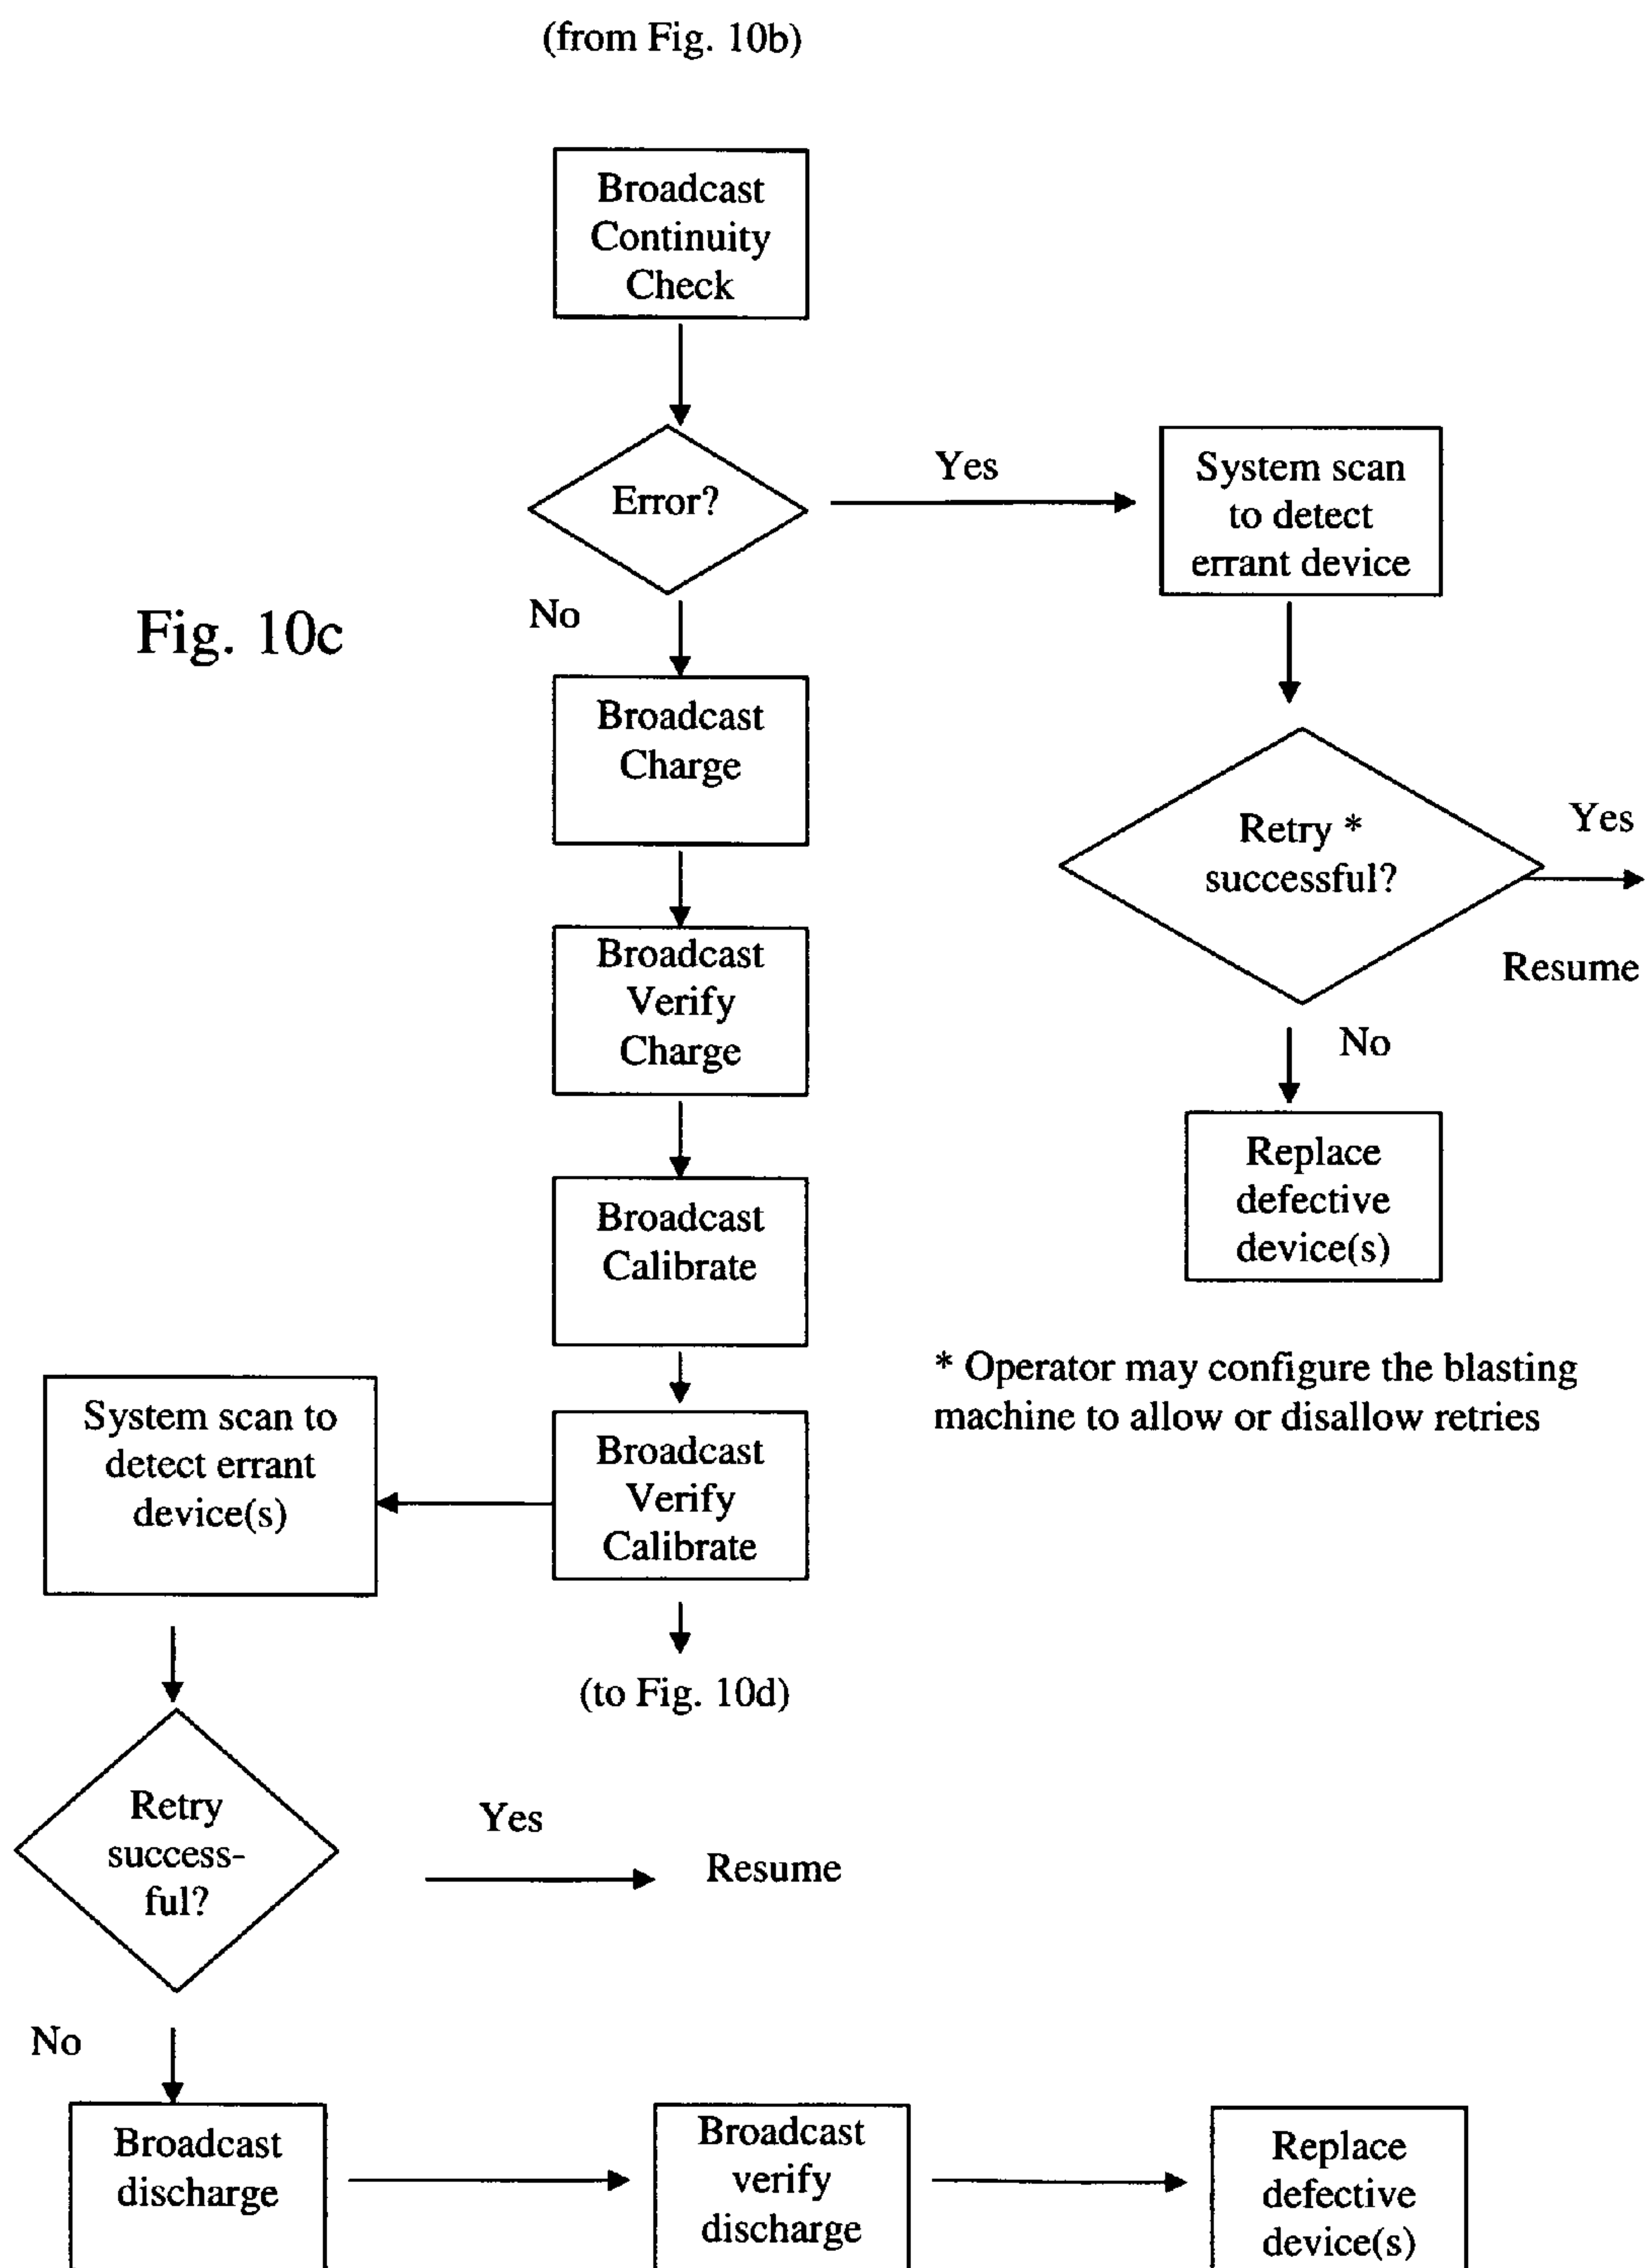 (from Fig. 10b)
Broadcast
Continuity
Check
Error?
Yes
System scan
to detect
errant device
No
Fig. 10c
Broadcast
Charge
Retry *
successful?
Yes
Resume
Broadcast
Verify
Charge
No
Replace
defective
device(s)
Broadcast
Calibrate
* Operator may configure the blasting
machine to allow or disallow retries
System scan to
detect errant
device(s)
Broadcast
Verify
Calibrate
(to Fig. 10d)
Retry
success-
ful?
Yes
Resume
No
Broadcast
discharge
Broadcast
verify
discharge
Replace
defective
device(s)